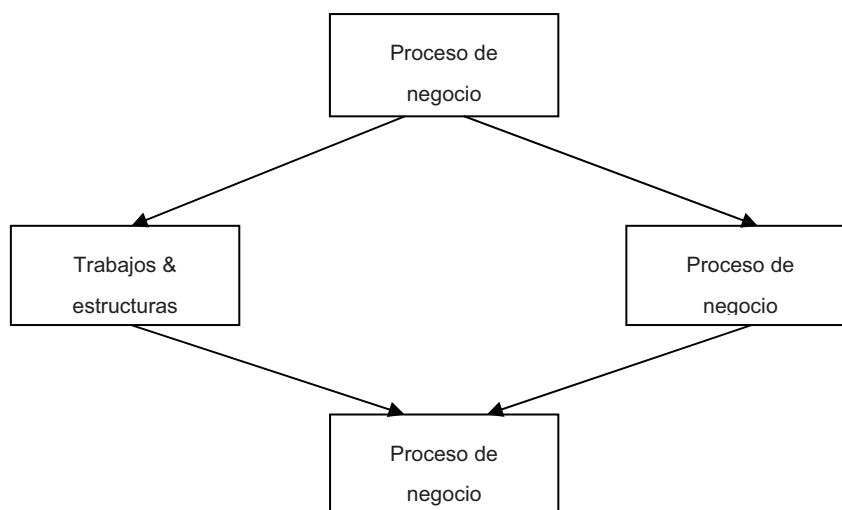 Proceso de
negocio
Trabajos &
estructuras
Proceso de
negocio
Proceso de
negocio